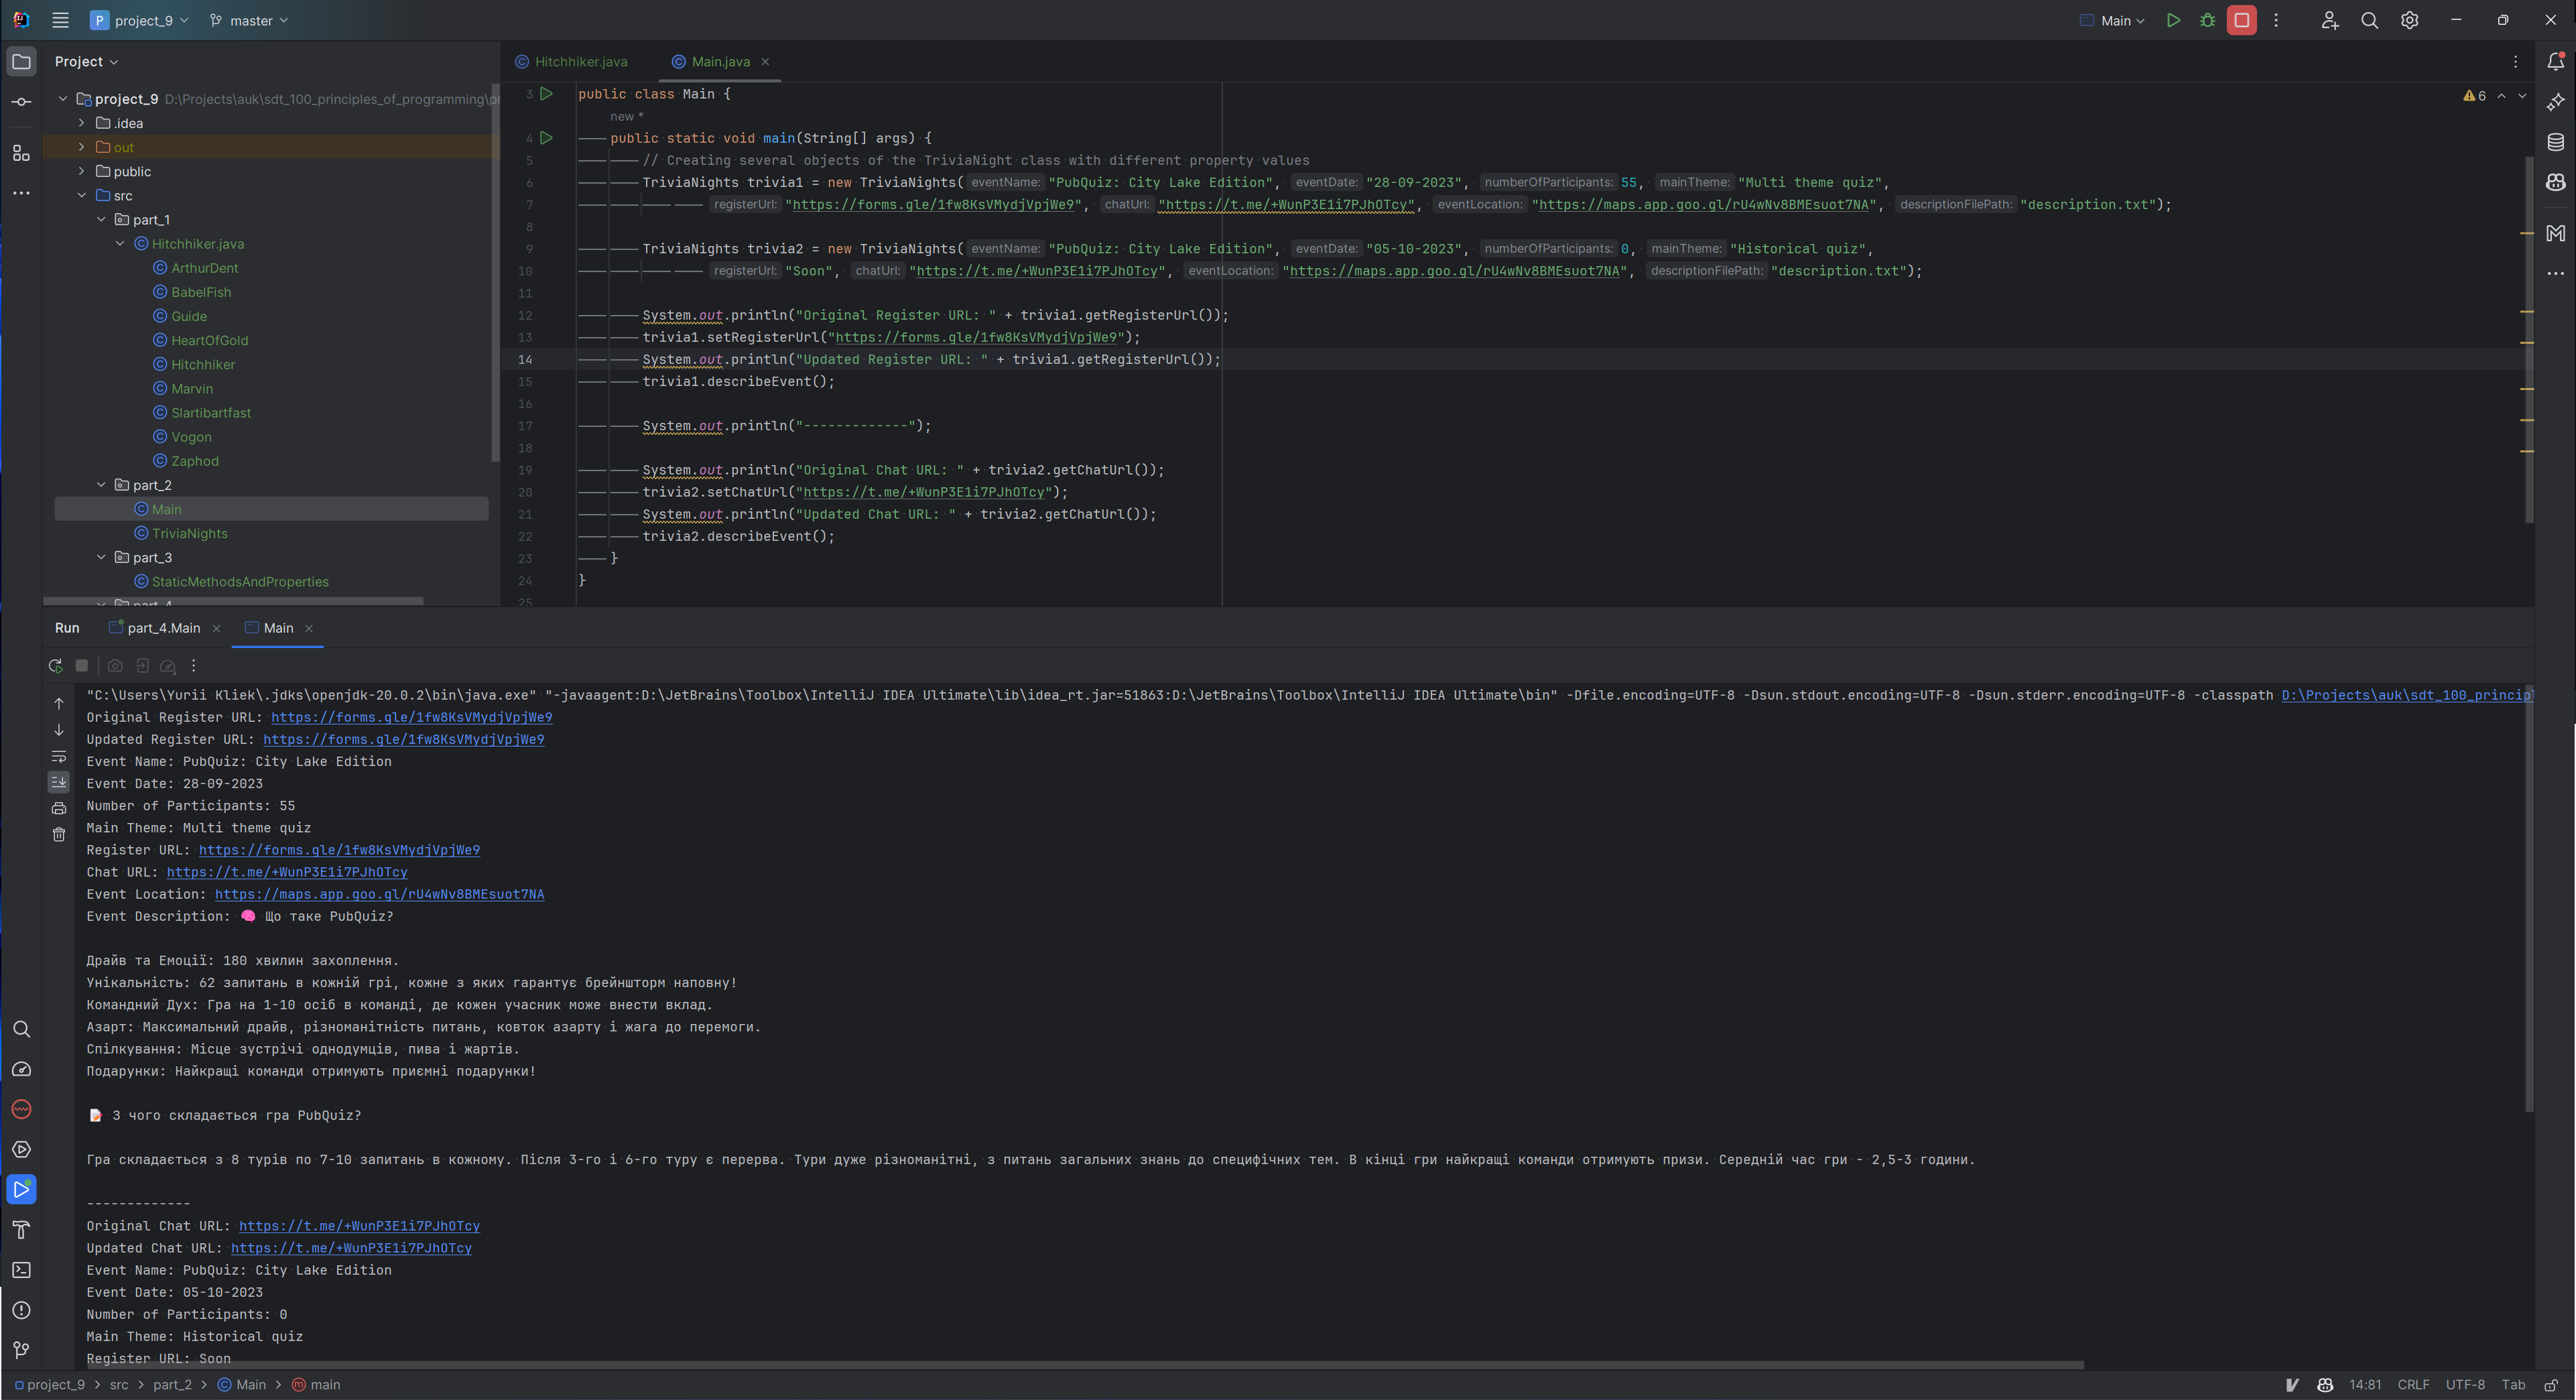 project_9
master
Main
Project
Hitchhiker.java
Main.java
project_9 D:\Projects\auk\sdt_100_principles_of_programming\pr
.idea
out
public
src
part_1
Hitchhiker.java
ArthurDent
BabelFish
Guide
HeartOfGold
Hitchhiker
Marvin
Slartibartfast
Vogon
Zaphod
part_2
Main
TriviaNights
part_3
StaticMethodsAndProperties
part_4
6
3 public class Main {
new *
4 public static void main(String[] args) {
5 // Creating several objects of the TriviaNight class with different property values
6 TriviaNights trivia1 = new TriviaNights( eventName: "PubQuiz: City Lake Edition", eventDate: "28-09-2023", numberOfParticipants: 55, mainTheme: "Multi theme quiz",
7 registerUrl: "https://forms.gle/1fw8KsVMydjVpjWe9", chatUrl: "https://t.me/+WunP3E1i7PJhOTcy", eventLocation: "https://maps.app.goo.gl/rU4wNv8BMEsuot7NA", descriptionFilePath: "description.txt");
8
9 TriviaNights trivia2 = new TriviaNights( eventName: "PubQuiz: City Lake Edition", eventDate: "05-10-2023", numberOfParticipants: 0, mainTheme: "Historical quiz",
10 registerUrl: "Soon", chatUrl: "https://t.me/+WunP3E1i7PJhOTcy", eventLocation: "https://maps.app.goo.gl/rU4wNv8BMEsuot7NA", descriptionFilePath: "description.txt");
11
12 System.out.println("Original Register URL: " + trivia1.getRegisterUrl());
13 trivia1.setRegisterUrl("https://forms.gle/1fw8KsVMydjVpjWe9");
14 System.out.println("Updated Register URL: " + trivia1.getRegisterUrl());
15 trivia1.describeEvent();
16
17 System.out.println("-------------");
18
19 System.out.println("Original Chat URL: " + trivia2.getChatUrl());
20 trivia2.setChatUrl("https://t.me/+WunP3E1i7PJhOTcy");
21 System.out.println("Updated Chat URL: " + trivia2.getChatUrl());
22 trivia2.describeEvent();
23 }
24 }
25
Run part_4.Main Main
"C:\Users\Yurii Kliek\.jdks\openjdk-20.0.2\bin\java.exe" "-javaagent:D:\JetBrains\Toolbox\IntelliJ IDEA Ultimate\lib\idea_rt.jar=51863:D:\JetBrains\Toolbox\IntelliJ IDEA Ultimate\bin" -Dfile.encoding=UTF-8 -Dsun.stdout.encoding=UTF-8 -Dsun.stderr.encoding=UTF-8 -classpath D:\Projects\auk\sdt_100_princip
Original Register URL: https://forms.gle/1fw8KsVMydjVpjWe9
Updated Register URL: https://forms.gle/1fw8KsVMydjVpjWe9
Event Name: PubQuiz: City Lake Edition
Event Date: 28-09-2023
Number of Participants: 55
Main Theme: Multi theme quiz
Register URL: https://forms.gle/1fw8KsVMydjVpjWe9
Chat URL: https://t.me/+WunP3E1i7PJhOTcy
Event Location: https://maps.app.goo.gl/rU4wNv8BMEsuot7NA
Event Description: 🧠 Що таке PubQuiz?
Драйв та Емоції: 180 хвилин захоплення.
Унікальність: 62 запитань в кожній грі, кожне з яких гарантує брейншторм наповну!
Командний Дух: Гра на 1-10 осіб в команді, де кожен учасник може внести вклад.
Азарт: Максимальний драйв, різноманітність питань, ковток азарту і жага до перемоги.
Спілкування: Місце зустрічі однодумців, пива і жартів.
Подарунки: Найкращі команди отримують приємні подарунки!
📝 З чого складається гра PubQuiz?
Гра складається з 8 турів по 7-10 запитань в кожному. Після 3-го і 6-го туру є перерва. Тури дуже різноманітні, з питань загальних знань до специфічних тем. В кінці гри найкращі команди отримують призи. Середній час гри - 2,5-3 години.
-------------
Original Chat URL: https://t.me/+WunP3E1i7PJhOTcy
Updated Chat URL: https://t.me/+WunP3E1i7PJhOTcy
Event Name: PubQuiz: City Lake Edition
Event Date: 05-10-2023
Number of Participants: 0
Main Theme: Historical quiz
Register URL: Soon
project_9 > src > part_2 > Main > main
14:81 CRLF UTF-8 Tab